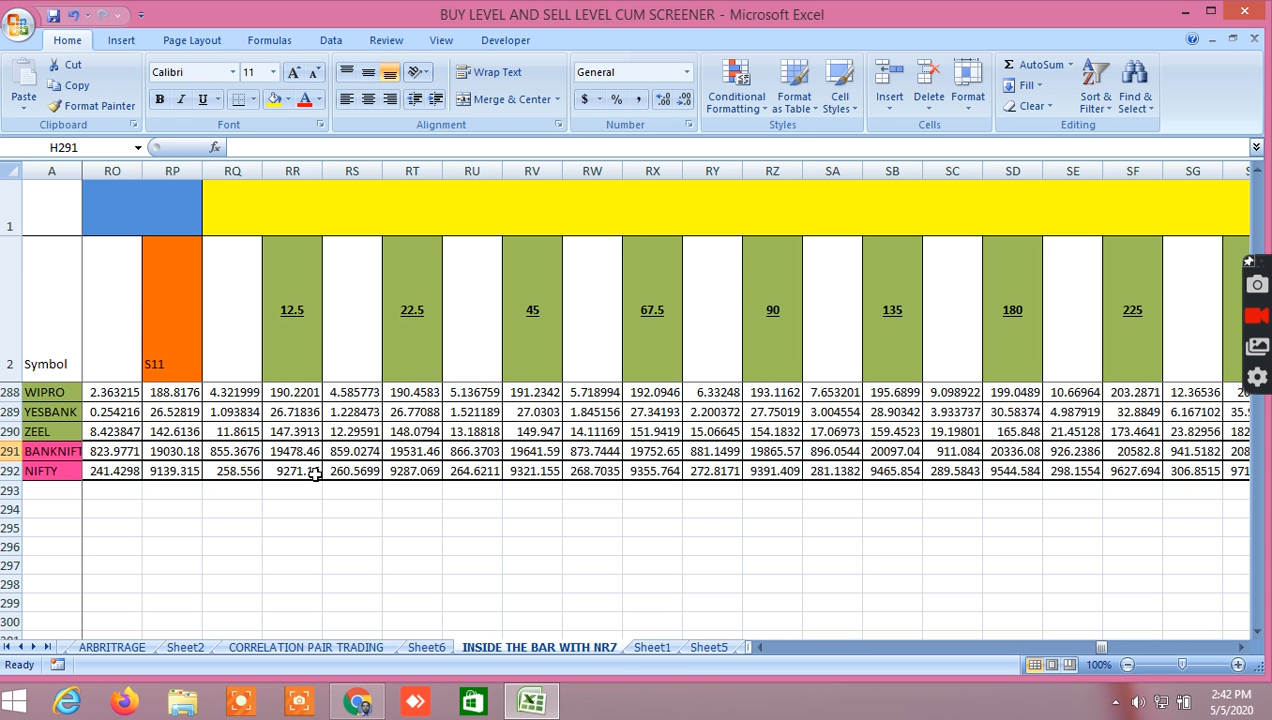 BUY LEVEL AND SELL LEVEL CUM SCREENER - Microsoft Excel
Home Insert Page Layout Formulas Data Review View Developer
Paste Cut Copy Format Painter Clipboard
Calibri 11 A A B I U A Font
Wrap Text Merge & Center Alignment
General $ % , Number
Conditional Formatting Format as Table Cell Styles Styles
Insert Delete Format Cells
Σ AutoSum Fill Clear Sort & Filter Find & Select Editing
H291 fx
A RO RP RQ RR RS RT RU RV RW RX RY RZ SA SB SC SD SE SF SG
1
12.5 22.5 45 67.5 90 135 180 225
2 Symbol S11
288 WIPRO 2.363215 188.8176 4.321999 190.2201 4.585773 190.4583 5.136759 191.2342 5.719994 192.0946 6.33248 193.1162 7.653201 195.6899 9.098922 199.0489 10.66964 203.2871 12.36536 20
289 YESBANK 0.254216 26.52819 1.093834 26.71836 1.228473 26.77088 1.521189 27.0303 1.845156 27.34193 2.200372 27.75019 3.004554 28.90342 3.933737 30.58374 4.987919 32.8849 6.167102 35.9
290 ZEEL 8.423847 142.6136 11.8615 147.3913 12.29591 148.0794 13.18818 149.947 14.11169 151.9419 15.06645 154.1832 17.06973 159.4523 19.19801 165.848 21.45128 173.4641 23.82956 182
291 BANKNIFT 823.9771 19030.18 855.3676 19478.46 859.0274 19531.46 866.3703 19641.59 873.7444 19752.65 881.1499 19865.57 896.0544 20097.04 911.084 20336.08 926.2386 20582.8 941.5182 208
292 NIFTY 241.4298 9139.315 258.556 9271. 260.5699 9287.069 264.6211 9321.155 268.7035 9355.764 272.8171 9391.409 281.1382 9465.854 289.5843 9544.584 298.1554 9627.694 306.8515 971
293
294
295
296
297
298
299
300
ARBRITRAGE Sheet2 CORRELATION PAIR TRADING Sheet6 INSIDE THE BAR WITH NR7 Sheet1 Sheet5
Ready 100%
2:42 PM
5/5/2020